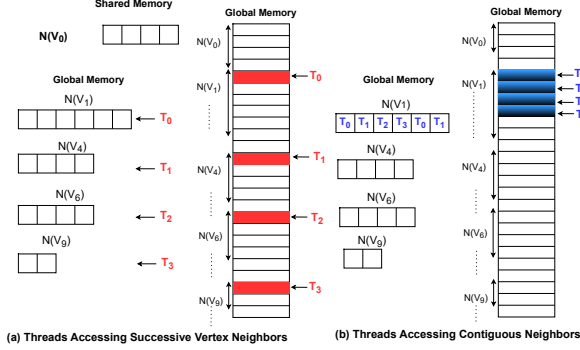 Shared Memory
N(V0)
Global Memory
N(V1)
T0
N(V4)
T1
N(V6)
T2
N(V9)
T3
Global Memory
N(V0)
N(V1)
N(V4)
N(V6)
N(V9)
T0
T1
T2
T3
(a) Threads Accessing Successive Vertex Neighbors
Global Memory
N(V1)
T0 T1 T2 T3 T0 T1
N(V4)
N(V6)
N(V9)
Global Memory
N(V0)
N(V1)
N(V4)
N(V6)
N(V9)
T
T
T
T
(b) Threads Accessing Contiguous Neighbors